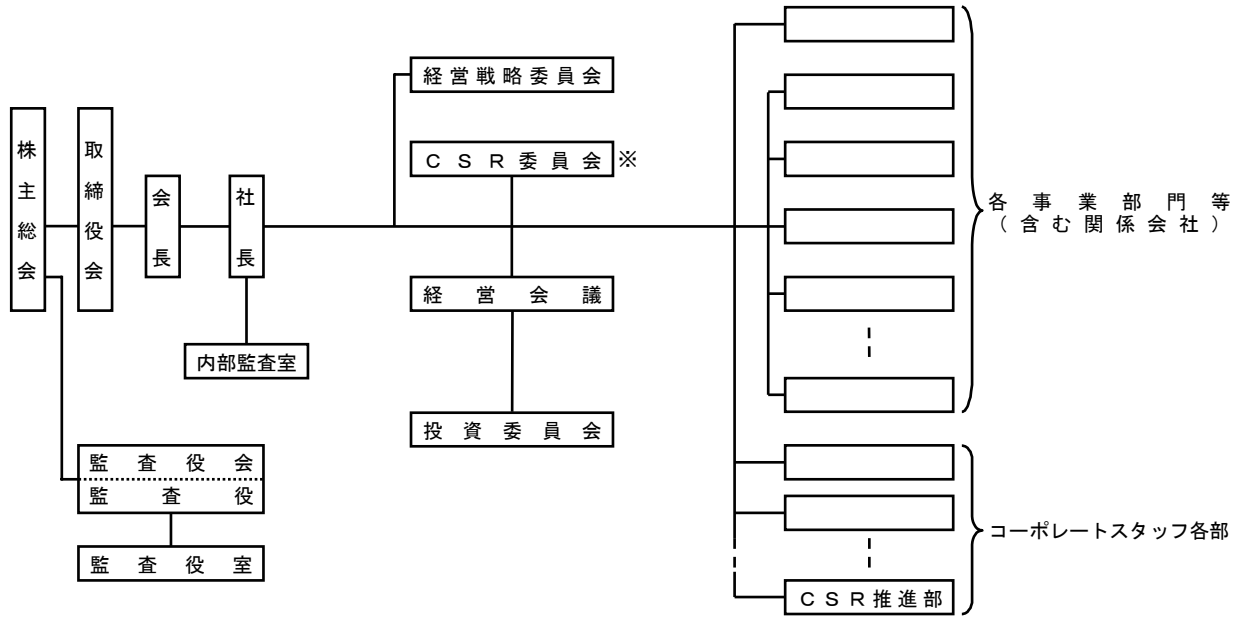 株主総会
取締役会
会長
社長
内部監査室
監査役会
監査役
監査役室
経営戦略委員会
CSR委員会※
経営会議
投資委員会
各事業部門等
(含む関係会社)
コーポレートスタッフ各部
CSR推進部